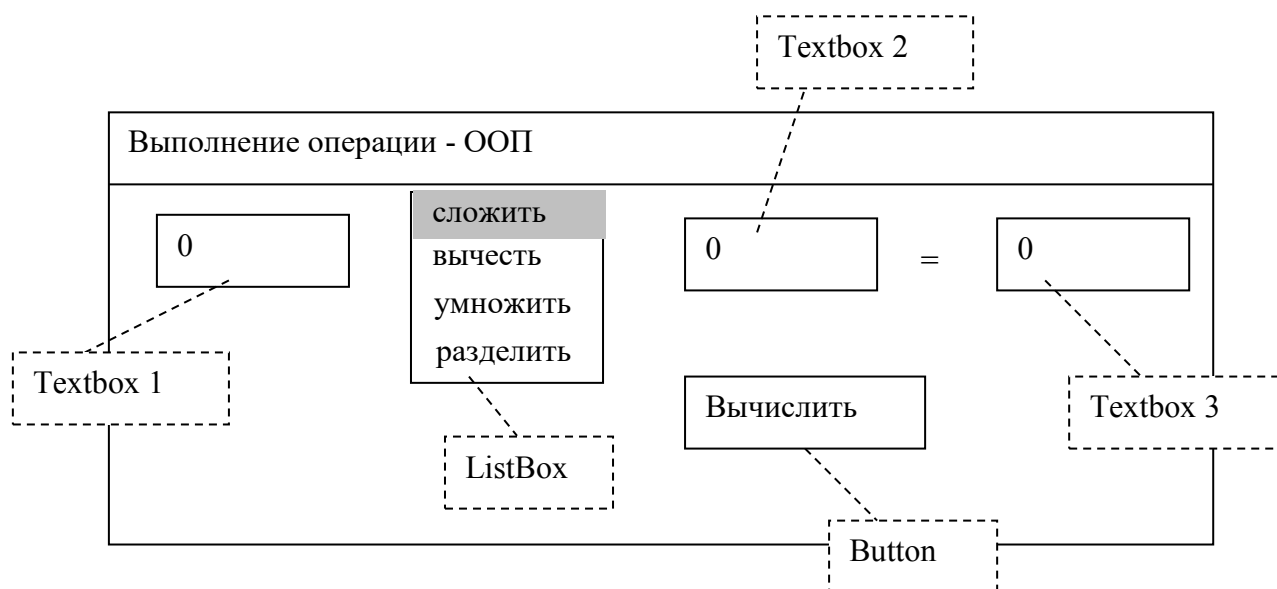 Textbox 2
Выполнение операции - ООП
0
сложить
вычесть
умножить
разделить
0
=
0
Textbox 1
ListBox
Вычислить
Textbox 3
Button